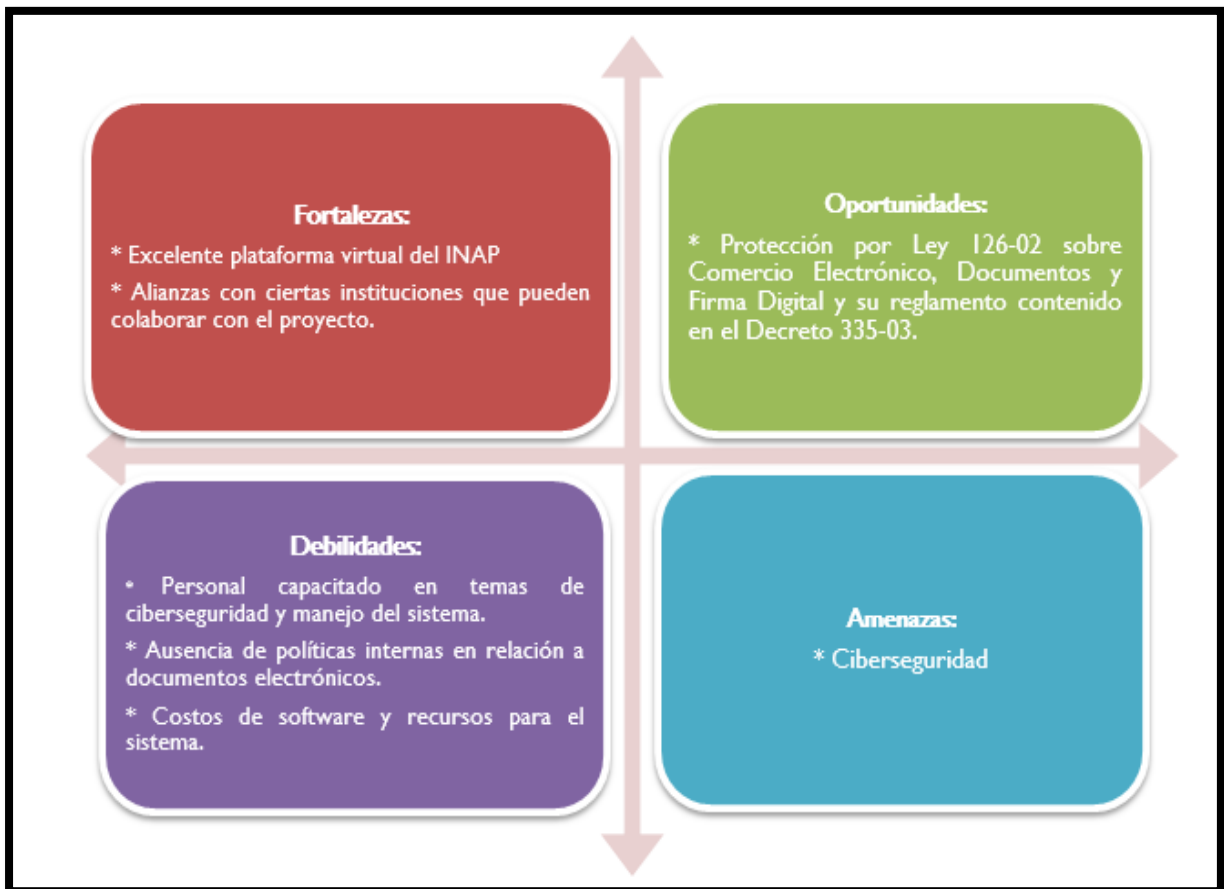 Fortalezas:
* Excelente plataforma virtual del INAP
* Alianzas con ciertas instituciones que pueden
colaborar con el proyecto.
Oportunidades:
* Protección por Ley 126-02 sobre
Comercio Electrónico, Documentos y
Firma Digital y su reglamento contenido
en el Decreto 335-03.
Debilidades:
* Personal capacitado en temas de
ciberseguridad y manejo del sistema.
* Ausencia de políticas internas en relación a
documentos electrónicos.
* Costos de software y recursos para el
sistema.
Amenazas:
* Ciberseguridad